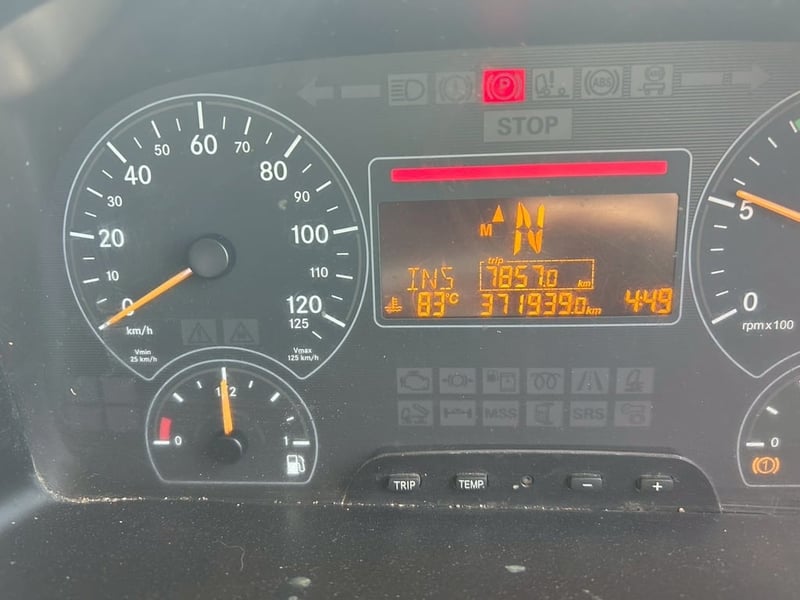 P
ABS
STOP
60
50
70
40
80
30
90
20
100
10
110
0
120
125
km/h
Vmin
25 km/h
Vmax
125 km/h
M N
trip
INS 7857.0 km
83°C 371939.0 km 4:49
5
0
rpm x 100
1/2
0
1
MSS SRS
0
1
TRIP TEMP. - +